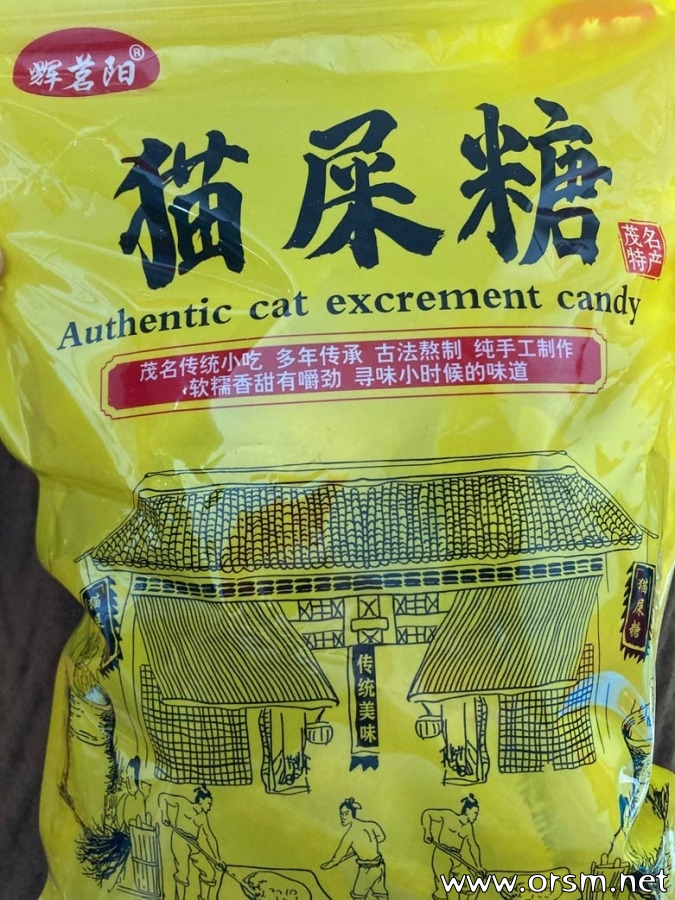 辉茗阳®
猫屎糖
茂名
特产
Authentic cat excrement candy
茂名传统小吃 多年传承 古法熬制 纯手工制作
软糯香甜有嚼劲 寻味小时候的味道
猫屎
猫屎糖
传统美味
www.orsm.net